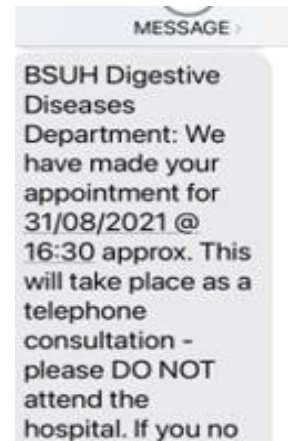 MESSAGE >
BSUH Digestive
Diseases
Department: We
have made your
appointment for
31/08/2021 @
16:30 approx. This
will take place as a
telephone
consultation -
please DO NOT
attend the
hospital. If you no